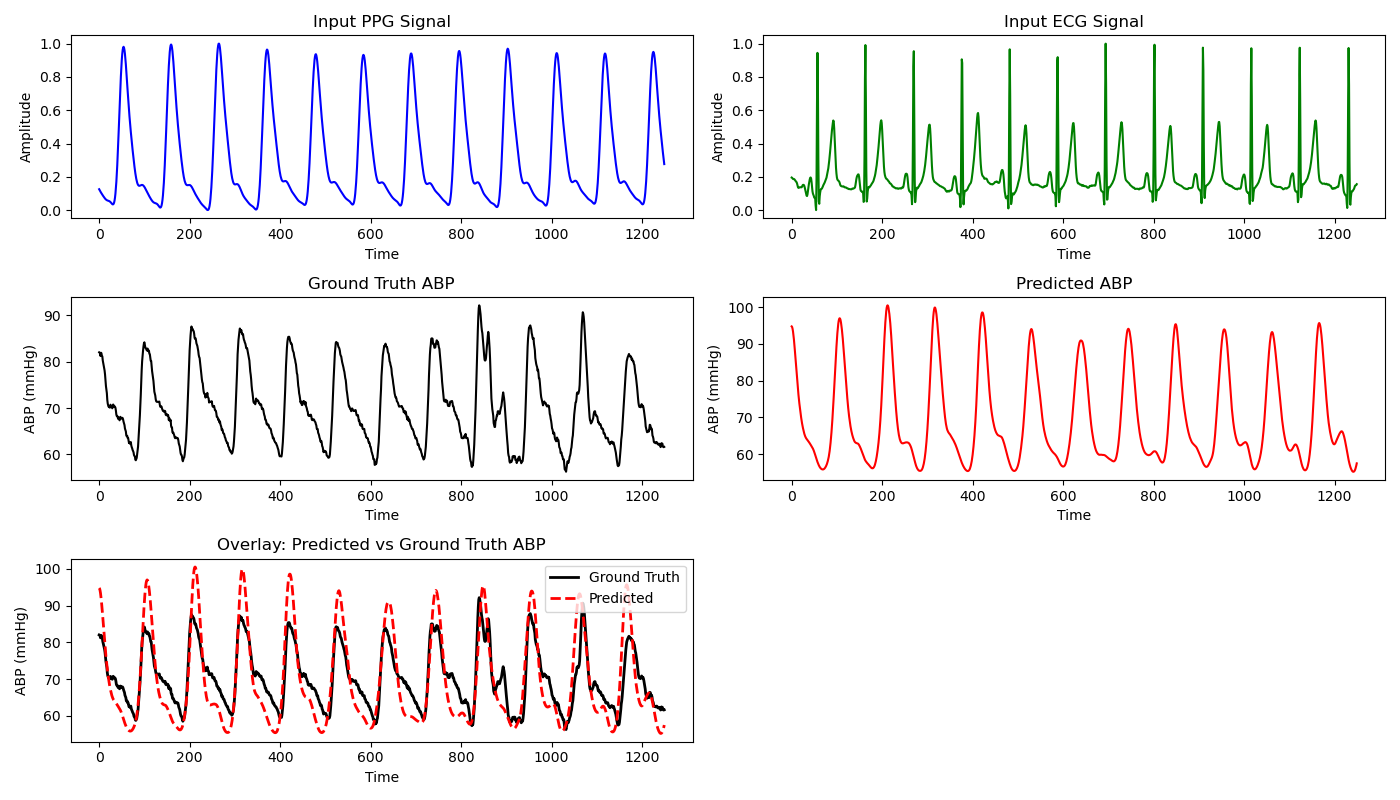 Input PPG Signal
Amplitude
1.0
0.8
0.6
0.4
0.2
0.0
0 200 400 600 800 1000 1200
Time
Input ECG Signal
Amplitude
1.0
0.8
0.6
0.4
0.2
0.0
0 200 400 600 800 1000 1200
Time
Ground Truth ABP
ABP (mmHg)
90
80
70
60
0 200 400 600 800 1000 1200
Time
Predicted ABP
ABP (mmHg)
100
90
80
70
60
0 200 400 600 800 1000 1200
Time
Overlay: Predicted vs Ground Truth ABP
ABP (mmHg)
100
90
80
70
60
Ground Truth
Predicted
0 200 400 600 800 1000 1200
Time